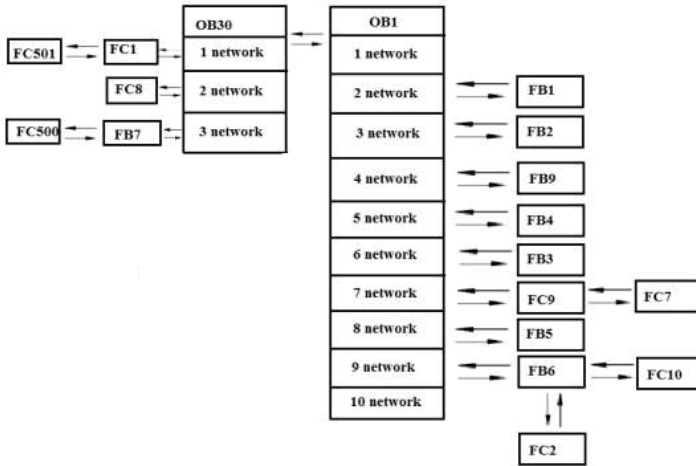 OB30
OB1
FC501
FC1
1 network
1 network
FC8
2 network
2 network
FB1
FC500
FB7
3 network
3 network
FB2
4 network
FB9
5 network
FB4
6 network
FB3
7 network
FC9
FC7
8 network
FB5
9 network
FB6
FC10
10 network
FC2